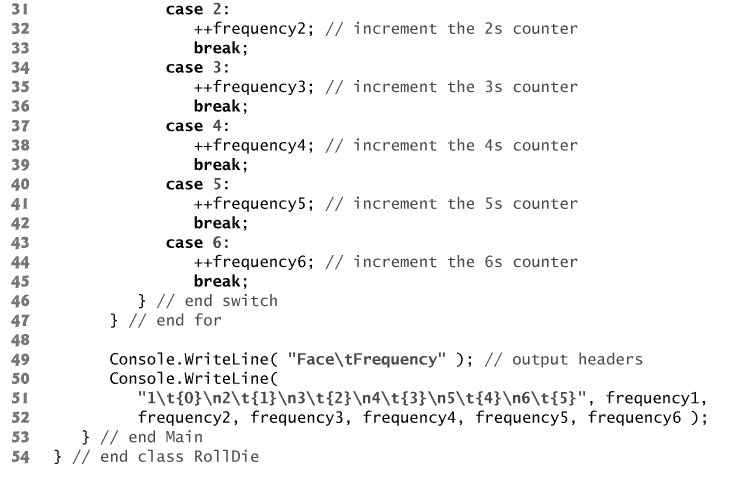 31 case 2:
32 ++frequency2; // increment the 2s counter
33 break;
34 case 3:
35 ++frequency3; // increment the 3s counter
36 break;
37 case 4:
38 ++frequency4; // increment the 4s counter
39 break;
40 case 5:
41 ++frequency5; // increment the 5s counter
42 break;
43 case 6:
44 ++frequency6; // increment the 6s counter
45 break;
46 } // end switch
47 } // end for
48
49 Console.WriteLine( "Face\tFrequency" ); // output headers
50 Console.WriteLine(
51 "1\t{0}\n2\t{1}\n3\t{2}\n4\t{3}\n5\t{4}\n6\t{5}", frequency1,
52 frequency2, frequency3, frequency4, frequency5, frequency6 );
53 } // end Main
54 } // end class RollDie